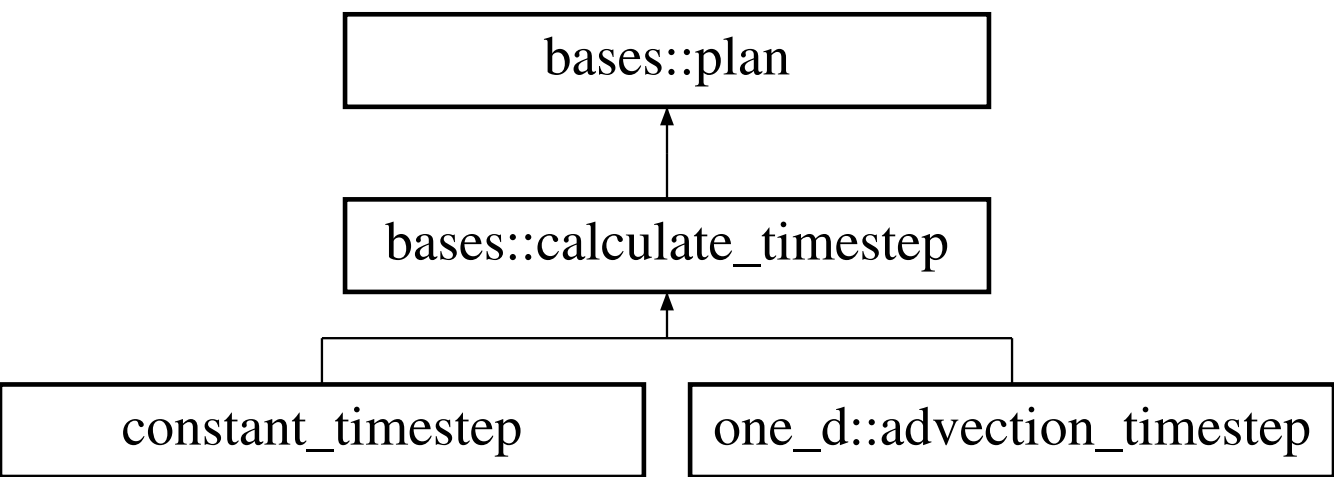 bases::plan
bases::calculate_timestep
constant_timestep
one_d::advection_timestep